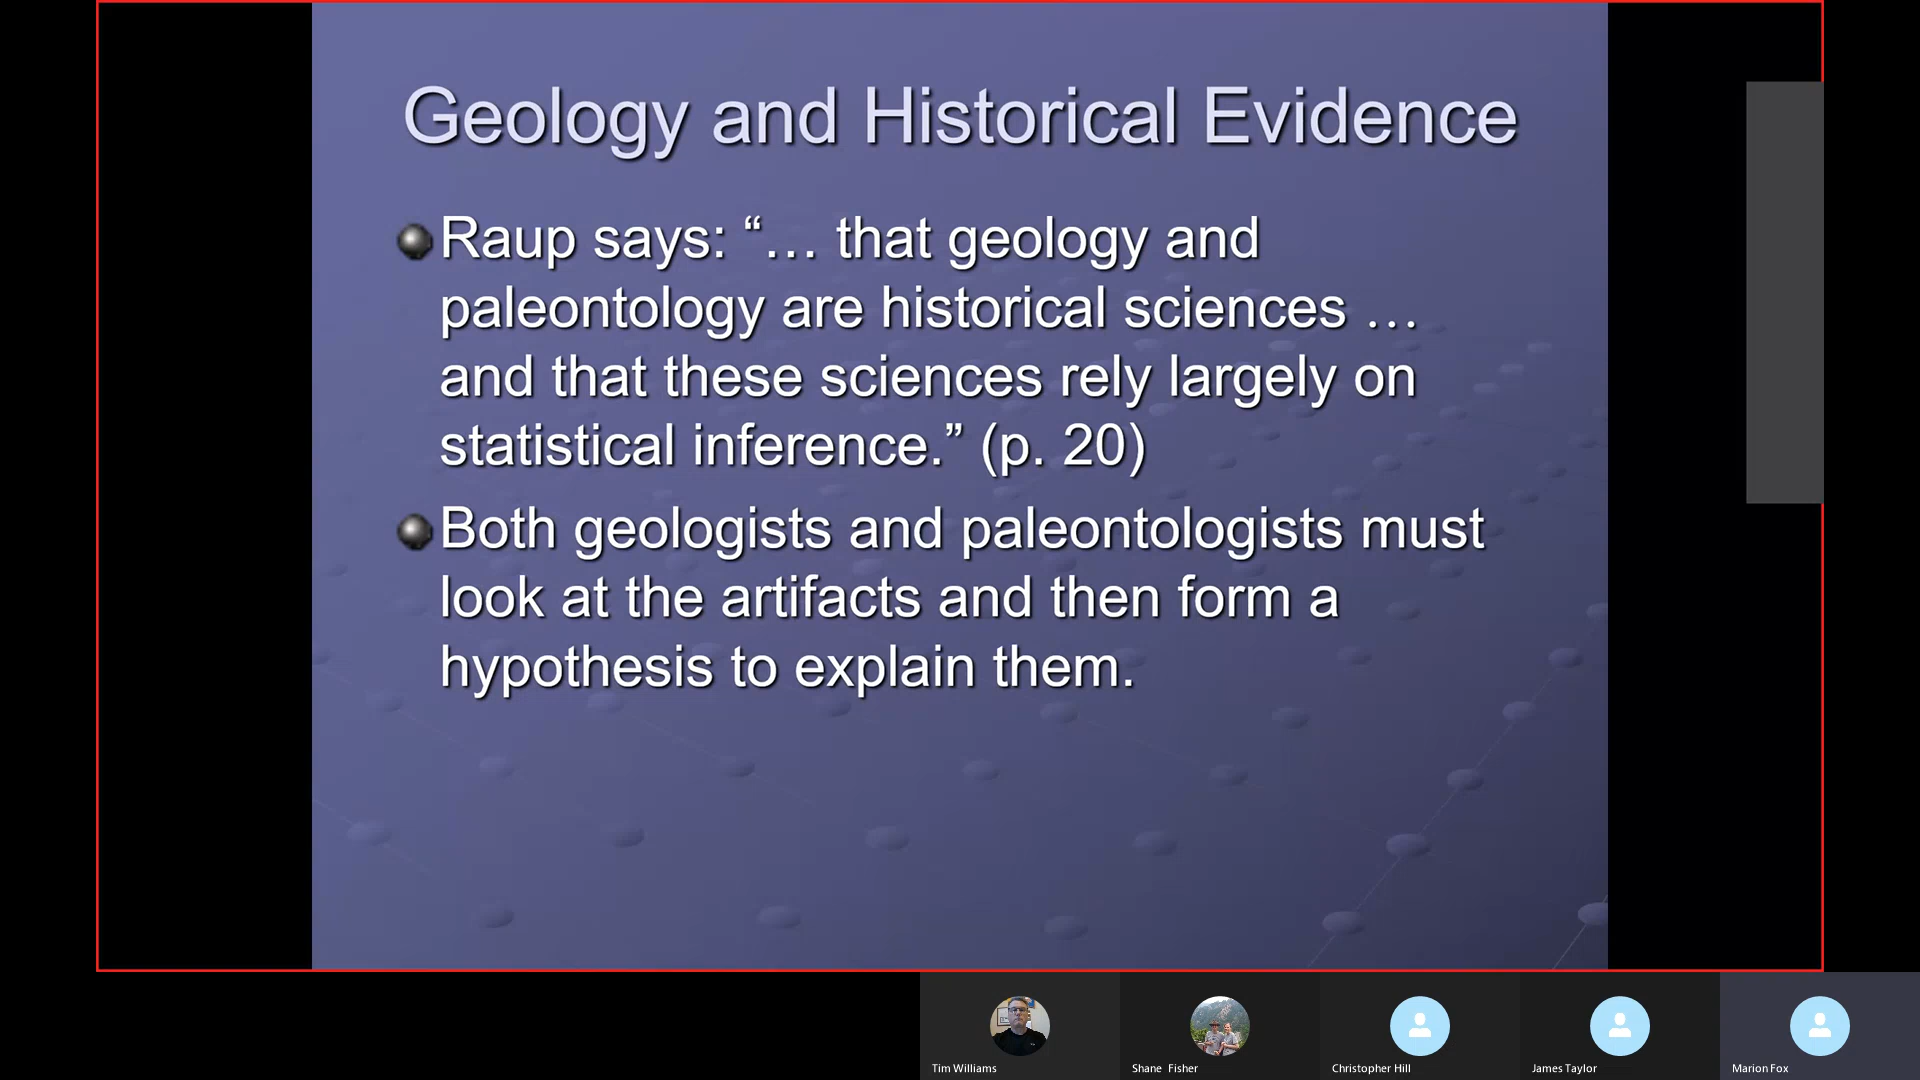 Geology and Historical Evidence
Raup says: “… that geology and
paleontology are historical sciences …
and that these sciences rely largely on
statistical inference.” (p. 20)
Both geologists and paleontologists must
look at the artifacts and then form a
hypothesis to explain them.
Tim Williams
Shane Fisher
Christopher Hill
James Taylor
Marion Fox